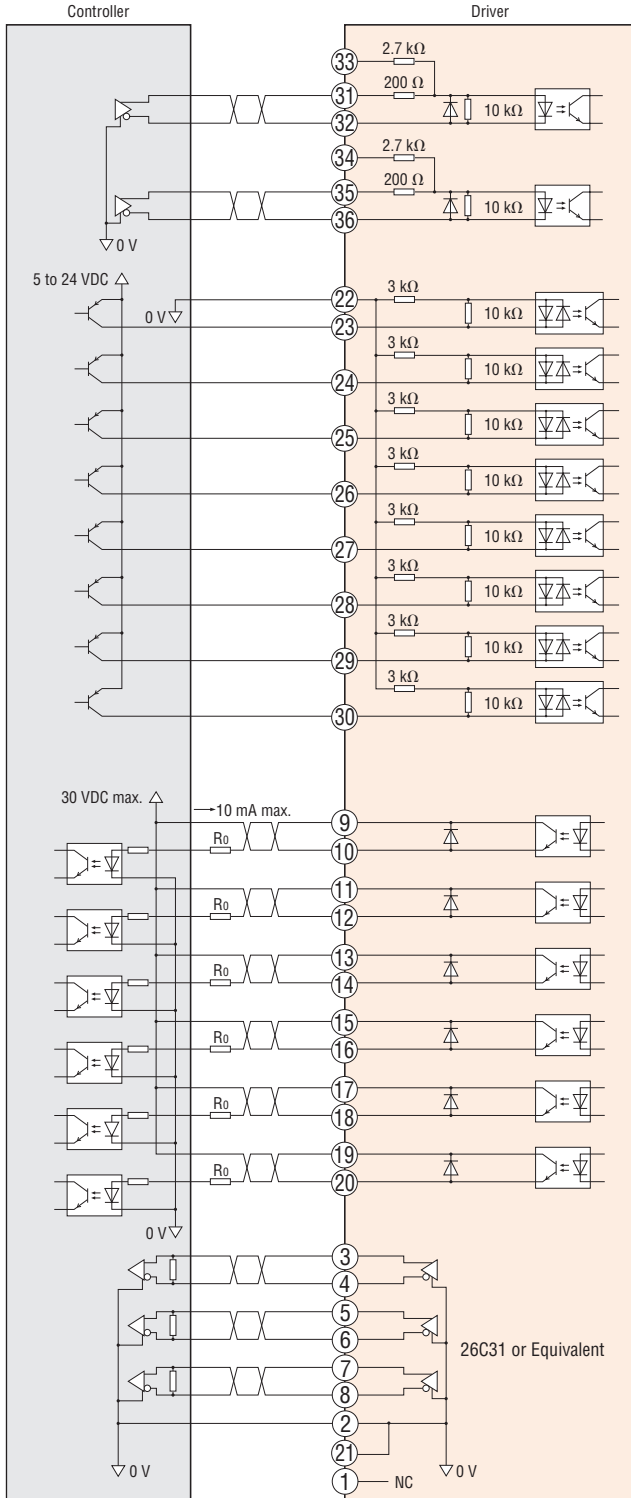 Controller
Driver
33
2.7 kΩ
31
200 Ω
32
10 kΩ
34
2.7 kΩ
35
200 Ω
36
10 kΩ
0 V
5 to 24 VDC
0 V
22
3 kΩ
23
10 kΩ
3 kΩ
24
10 kΩ
3 kΩ
25
10 kΩ
3 kΩ
26
10 kΩ
3 kΩ
27
10 kΩ
3 kΩ
28
10 kΩ
3 kΩ
29
10 kΩ
3 kΩ
30
10 kΩ
30 VDC max.
10 mA max.
9
R0
10
11
R0
12
13
R0
14
15
R0
16
17
R0
18
19
R0
20
0 V
3
4
5
6
26C31 or Equivalent
7
8
2
21
0 V
0 V
1
NC